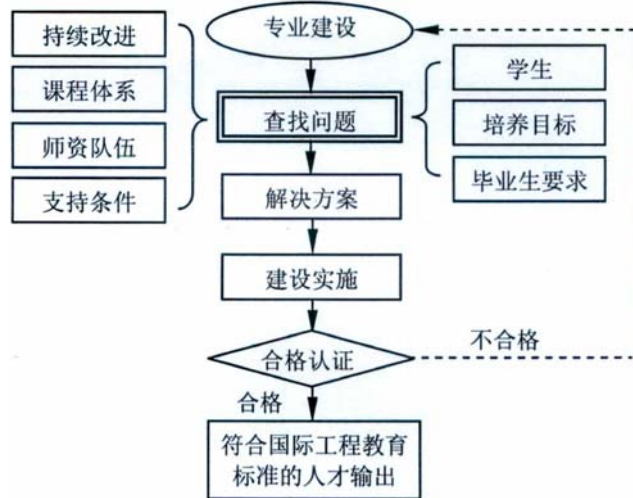 专业建设
持续改进
课程体系
师资队伍
支持条件
查找问题
学生
培养目标
毕业生要求
解决方案
建设实施
合格认证
不合格
合格
符合国际工程教育
标准的人才输出